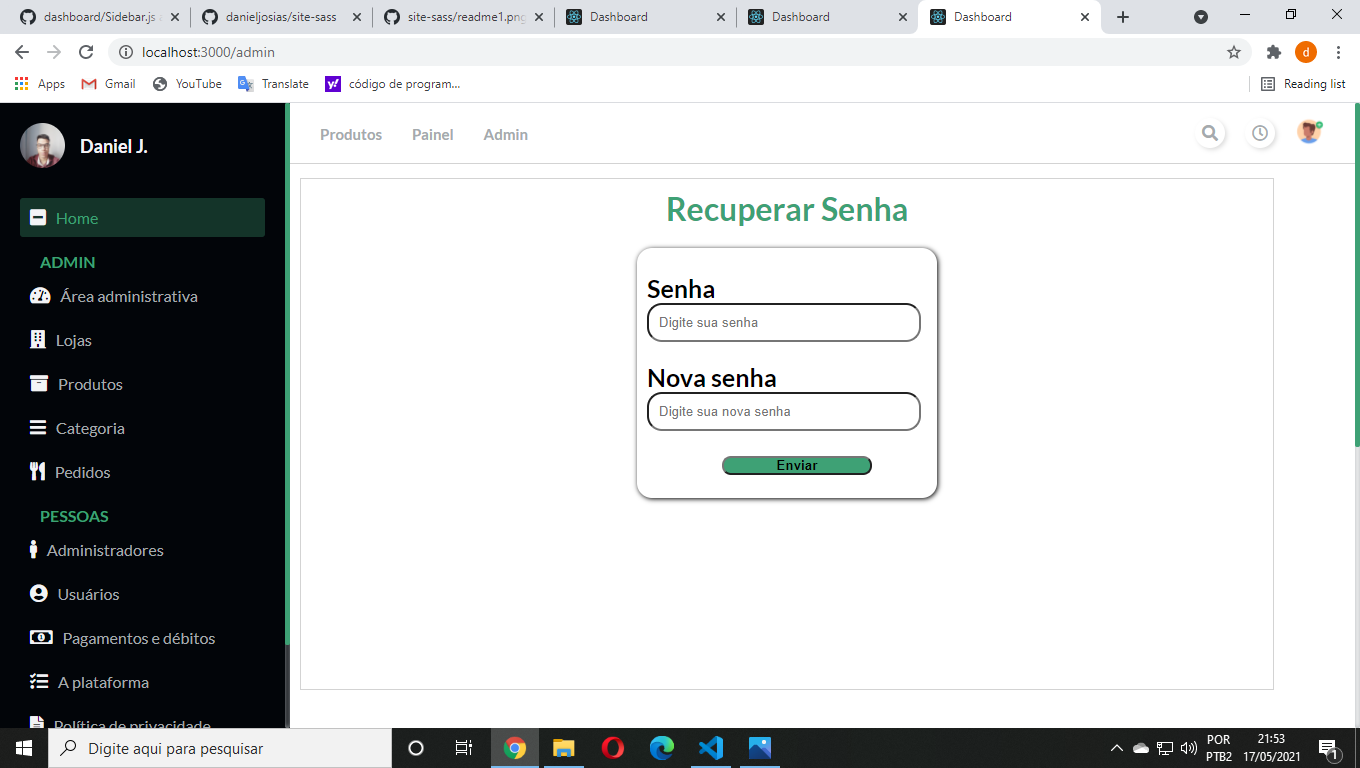 dashboard/Sidebar.js a
danieljosias/site-sass
site-sass/readme1.png
Dashboard
Dashboard
Dashboard
localhost:3000/admin
d
Apps
Gmail
YouTube
Translate
código de program...
Reading list
Daniel J.
Produtos
Painel
Admin
Home
ADMIN
Área administrativa
Lojas
Produtos
Categoria
Pedidos
PESSOAS
Administradores
Usuários
Pagamentos e débitos
A plataforma
Política de privacidade
Recuperar Senha
Senha
Digite sua senha
Nova senha
Digite sua nova senha
Enviar
Digite aqui para pesquisar
POR
PTB2
21:53
17/05/2021
1